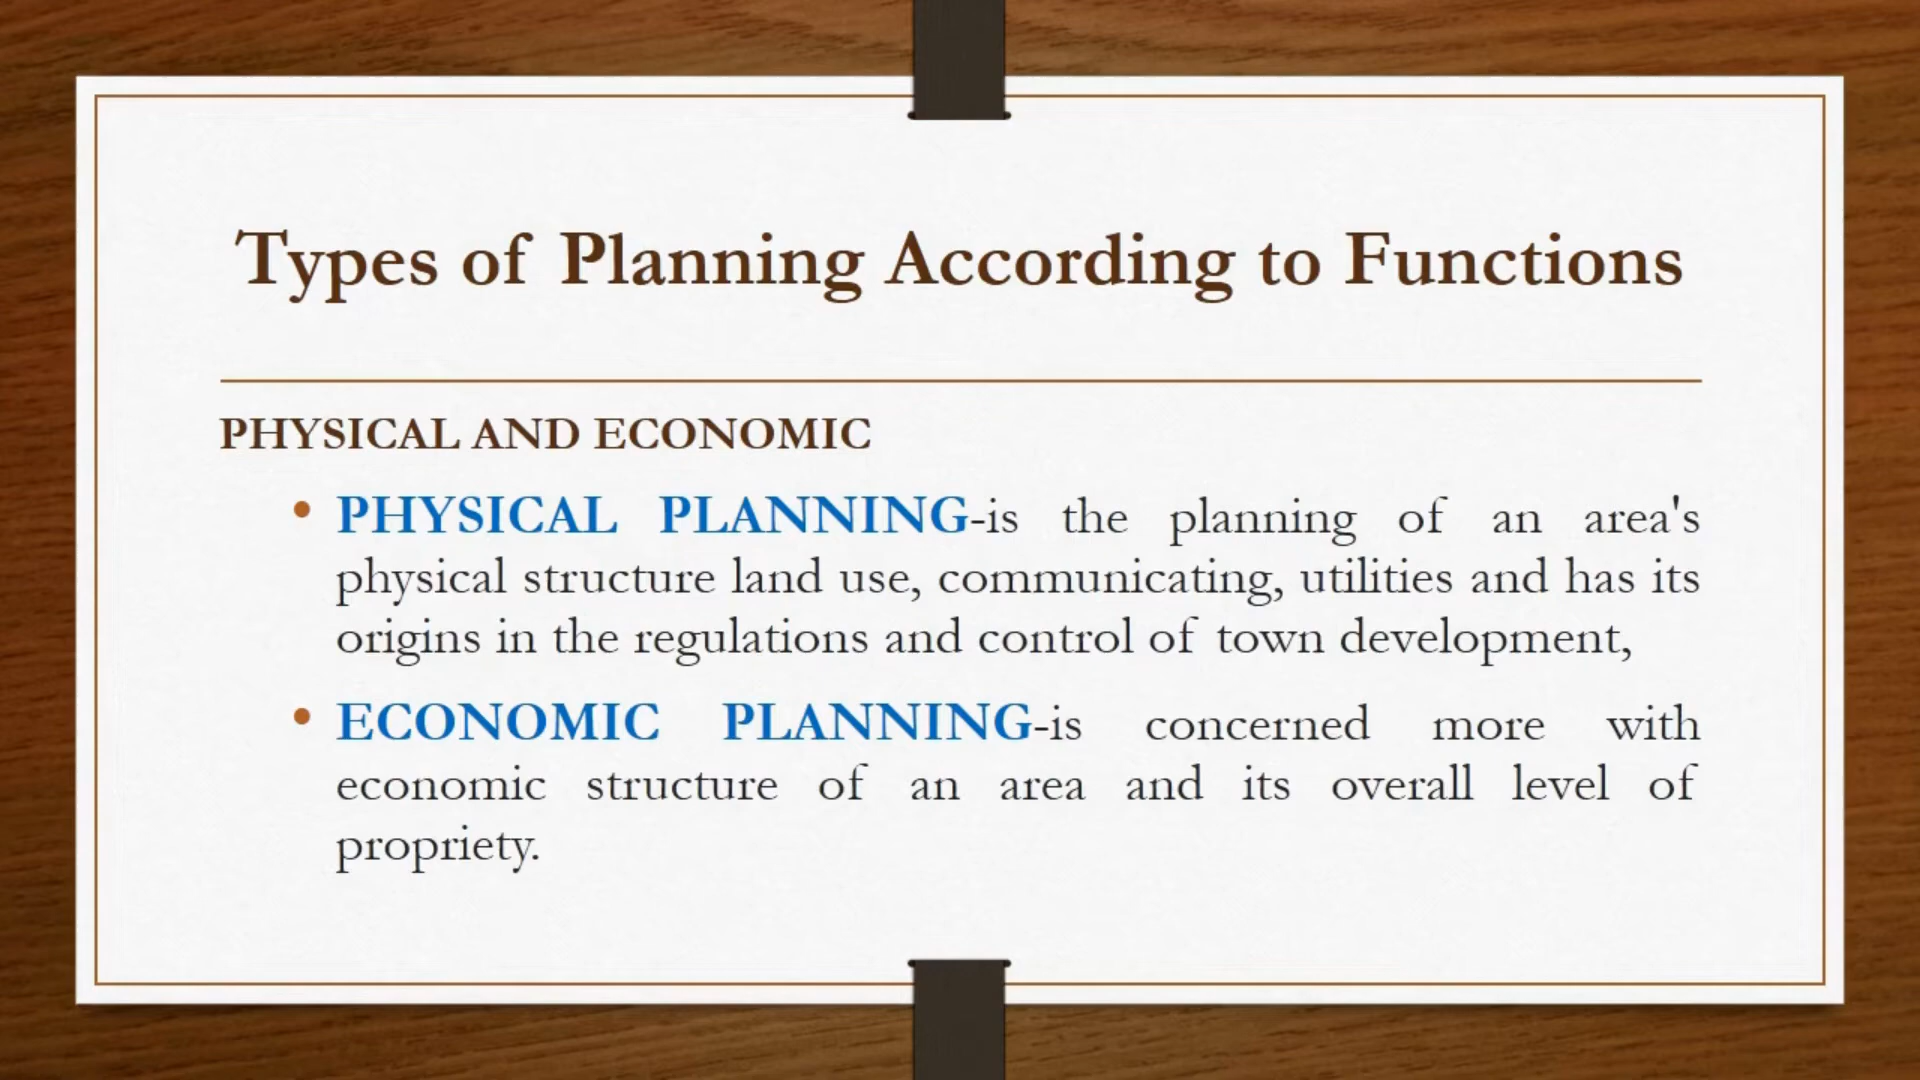 Types of Planning According to Functions
PHYSICAL AND ECONOMIC
• PHYSICAL PLANNING-is the planning of an area's
physical structure land use, communicating, utilities and has its
origins in the regulations and control of town development,
• ECONOMIC PLANNING-is concerned more with
economic structure of an area and its overall level of
propriety.